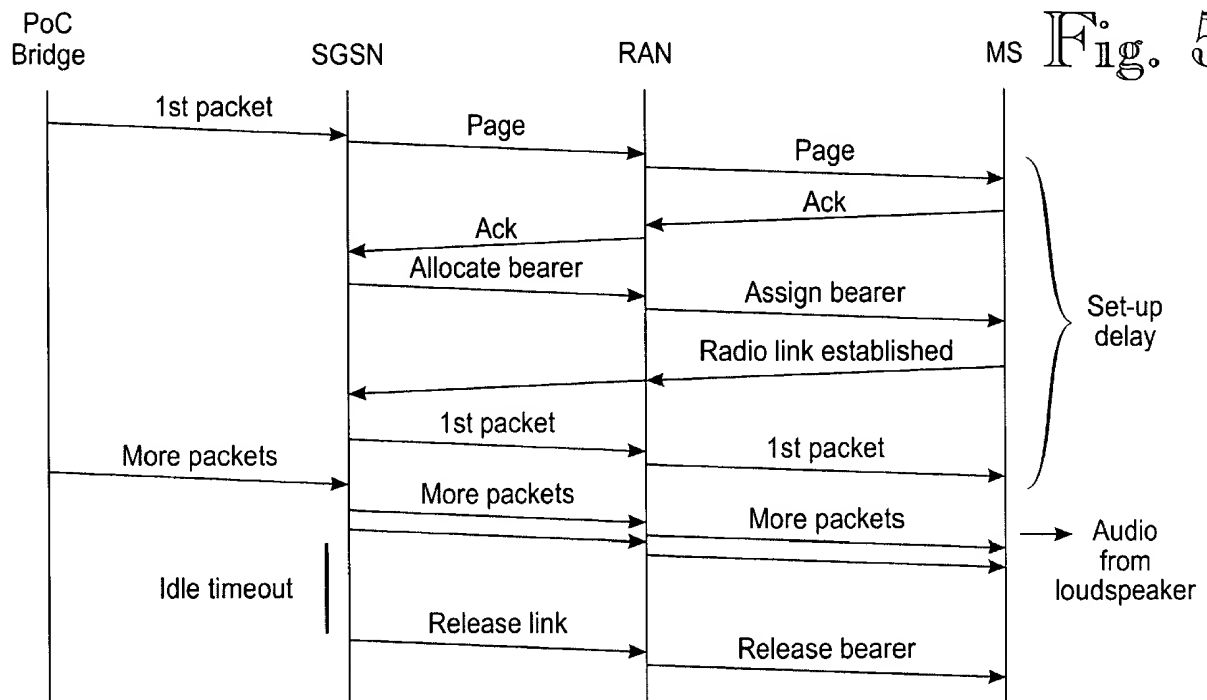 PoC
Bridge
SGSN
RAN
MS
Fig. 5
1st packet
Page
Page
Ack
Ack
Allocate bearer
Assign bearer
Set-up
delay
Radio link established
1st packet
1st packet
More packets
More packets
More packets
Audio
from
loudspeaker
Idle timeout
Release link
Release bearer